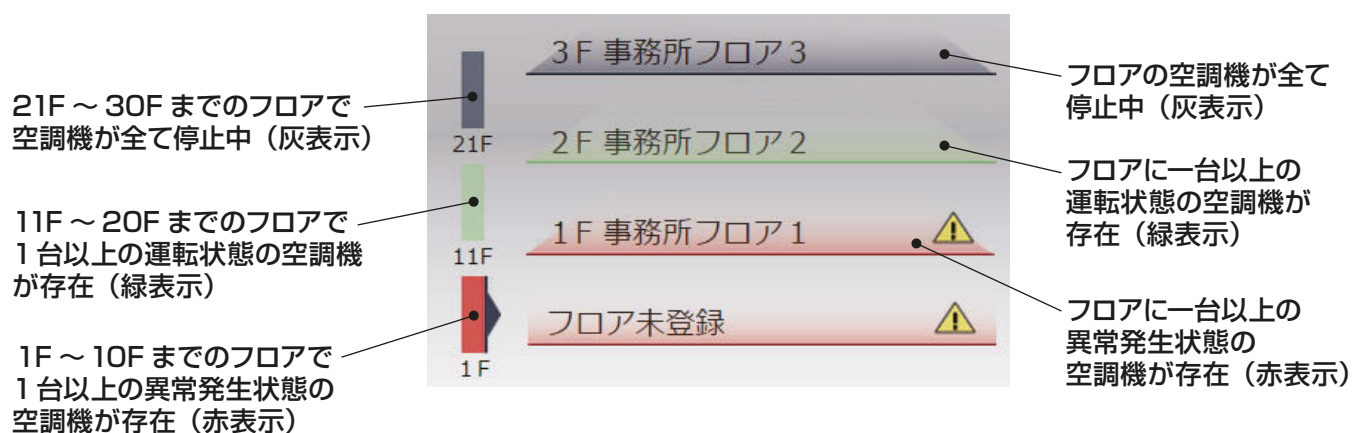 21F ～ 30F までのフロアで
空調機が全て停止中（灰表示）
11F ～ 20F までのフロアで
1 台以上の運転状態の空調機
が存在（緑表示）
1F ～ 10F までのフロアで
1 台以上の異常発生状態の
空調機が存在（赤表示）
21F
11F
1F
3F 事務所フロア3
2F 事務所フロア2
1F 事務所フロア1
フロア未登録
フロアの空調機が全て
停止中（灰表示）
フロアに一台以上の
運転状態の空調機が
存在（緑表示）
フロアに一台以上の
異常発生状態の
空調機が存在（赤表示）